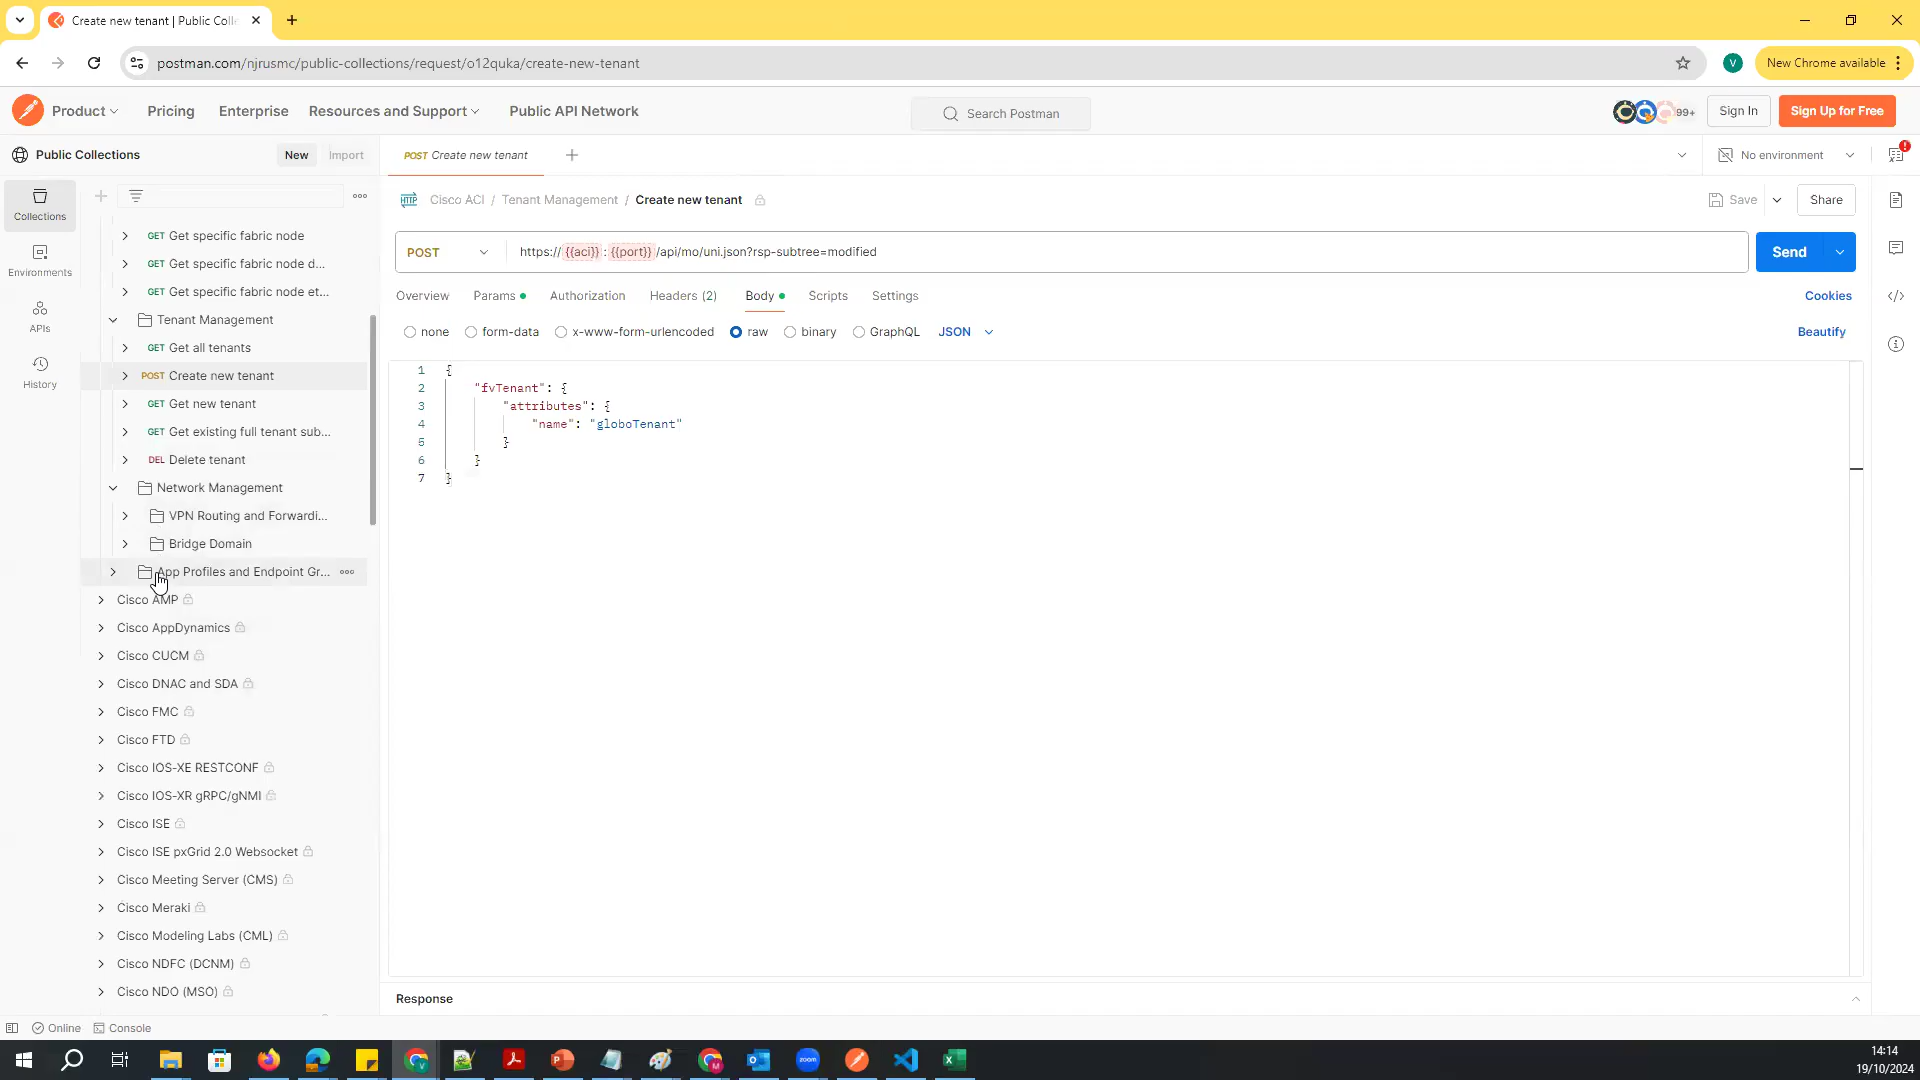 Create new tenant | Public Coll
postman.com/njrusmc/public-collections/request/o12quka/create-new-tenant
V
New Chrome available
Product
Pricing
Enterprise
Resources and Support
Public API Network
Search Postman
99+
Sign In
Sign Up for Free
Public Collections
New
Import
POST Create new tenant
No environment
Collections
Environments
APIs
History
GET Get specific fabric node
GET Get specific fabric node d...
GET Get specific fabric node et...
Tenant Management
GET Get all tenants
POST Create new tenant
GET Get new tenant
GET Get existing full tenant sub...
DEL Delete tenant
Network Management
VPN Routing and Forwardi...
Bridge Domain
App Profiles and Endpoint Gr...
Cisco AMP
Cisco AppDynamics
Cisco CUCM
Cisco DNAC and SDA
Cisco FMC
Cisco FTD
Cisco IOS-XE RESTCONF
Cisco IOS-XR gRPC/gNMI
Cisco ISE
Cisco ISE pxGrid 2.0 Websocket
Cisco Meeting Server (CMS)
Cisco Meraki
Cisco Modeling Labs (CML)
Cisco NDFC (DCNM)
Cisco NDO (MSO)
HTTP Cisco ACI / Tenant Management / Create new tenant
Save
Share
POST
https://{{aci}}:{{port}}/api/mo/uni.json?rsp-subtree=modified
Send
Overview
Params
Authorization
Headers (2)
Body
Scripts
Settings
Cookies
none
form-data
x-www-form-urlencoded
raw
binary
GraphQL
JSON
Beautify
1 {
2 "fvTenant": {
3 "attributes": {
4 "name": "globoTenant"
5 }
6 }
7 }
Response
Online
Console
zoom
14:14
19/10/2024